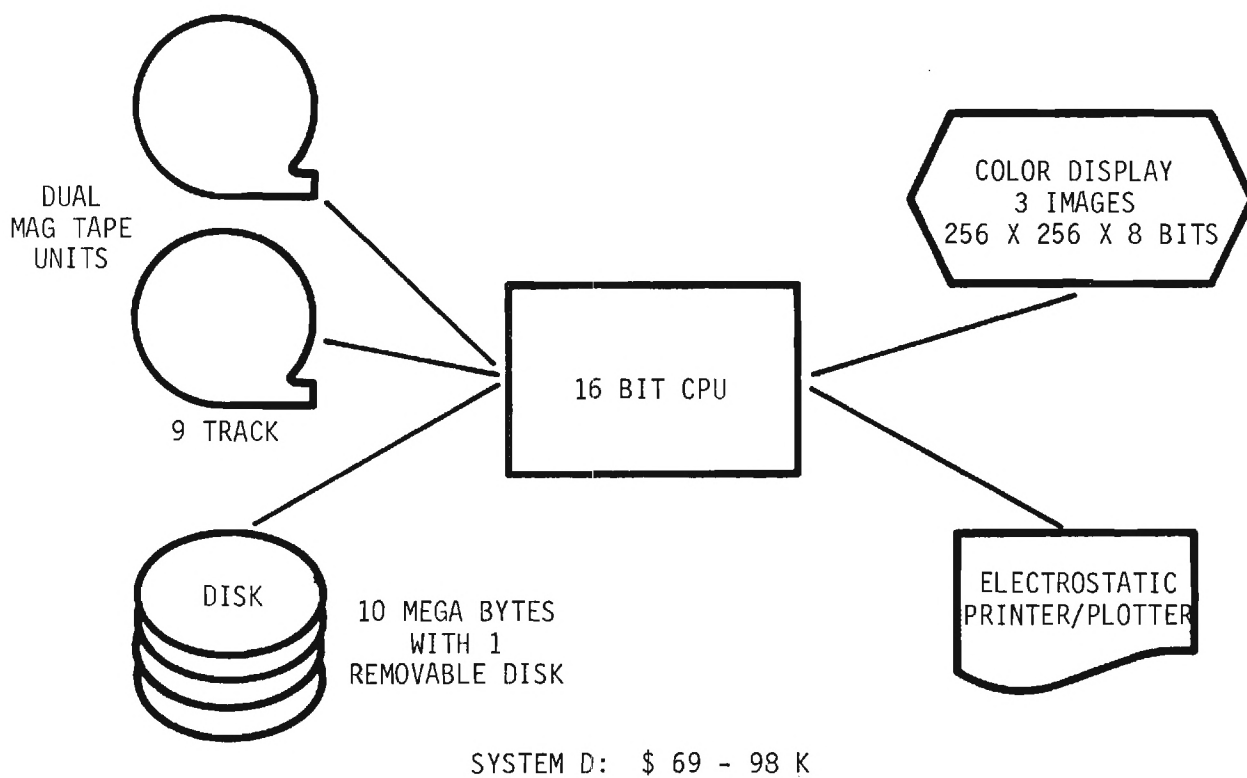 DUAL
MAG TAPE
UNITS
9 TRACK
DISK
10 MEGA BYTES
WITH 1
REMOVABLE DISK
16 BIT CPU
COLOR DISPLAY
3 IMAGES
256 X 256 X 8 BITS
ELECTROSTATIC
PRINTER/PLOTTER
SYSTEM D: $ 69 - 98 K